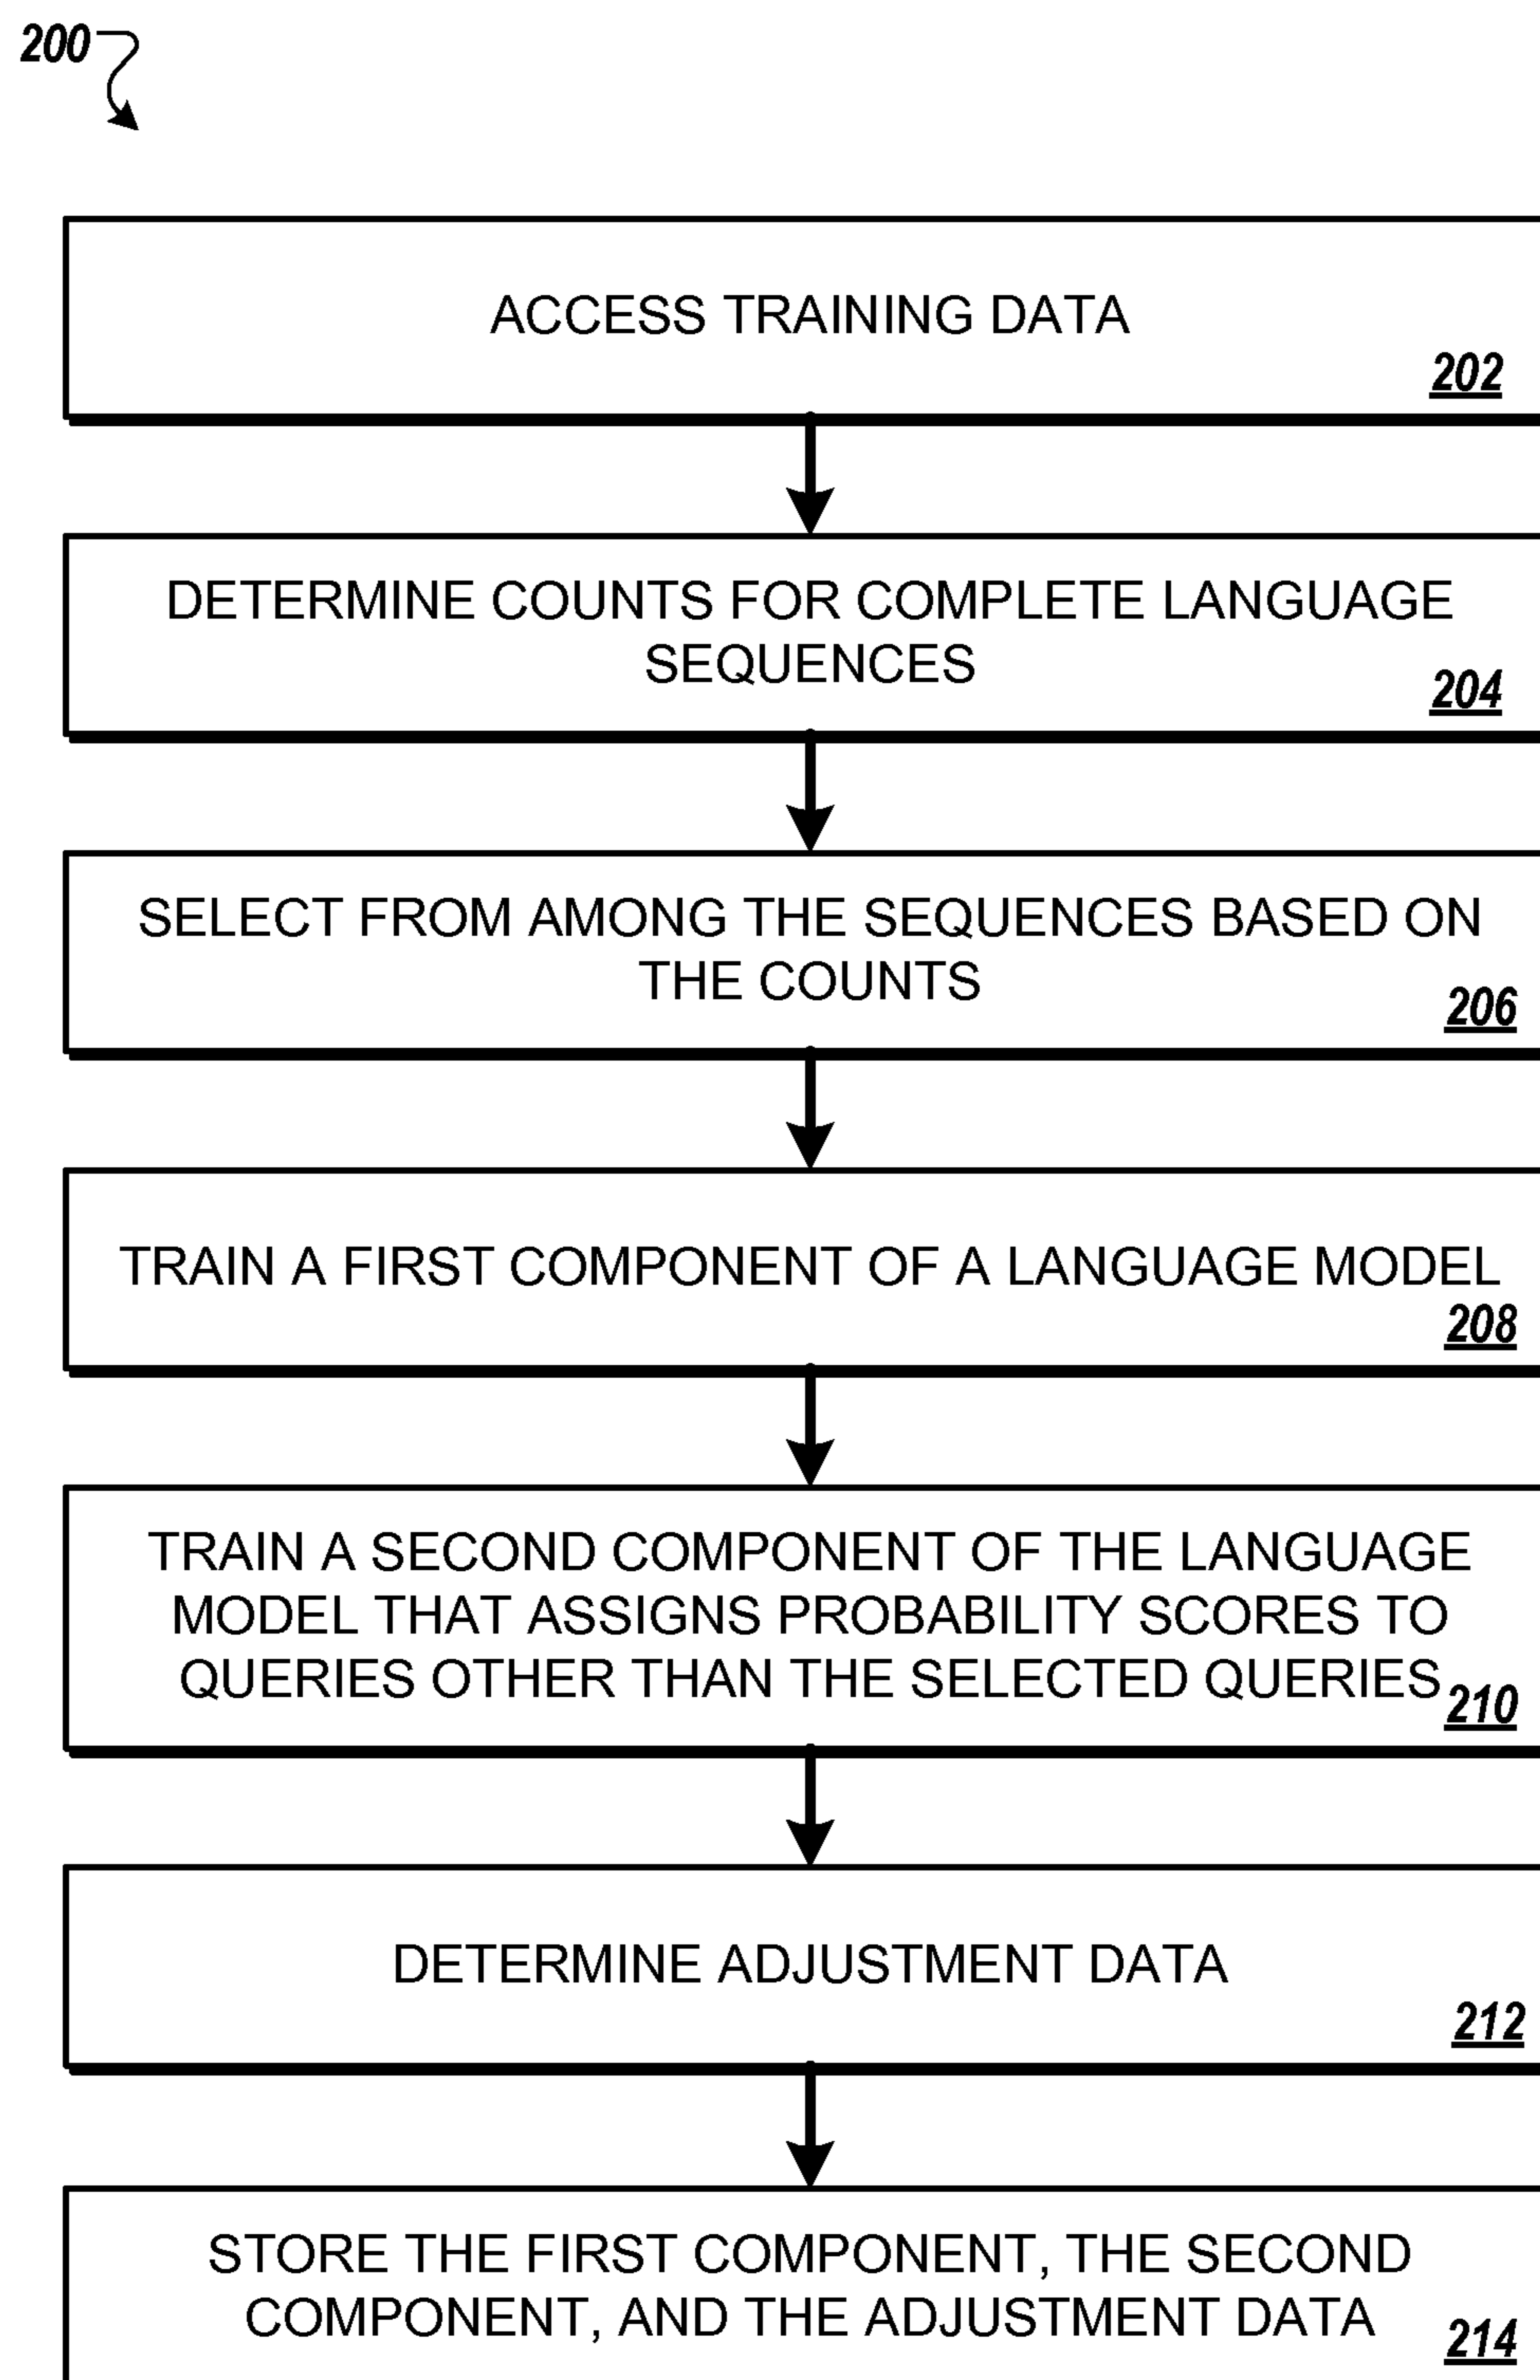 200
ACCESS TRAINING DATA
202
DETERMINE COUNTS FOR COMPLETE LANGUAGE
SEQUENCES
204
SELECT FROM AMONG THE SEQUENCES BASED ON
THE COUNTS
206
TRAIN A FIRST COMPONENT OF A LANGUAGE MODEL
208
TRAIN A SECOND COMPONENT OF THE LANGUAGE
MODEL THAT ASSIGNS PROBABILITY SCORES TO
QUERIES OTHER THAN THE SELECTED QUERIES
210
DETERMINE ADJUSTMENT DATA
212
STORE THE FIRST COMPONENT, THE SECOND
COMPONENT, AND THE ADJUSTMENT DATA
214